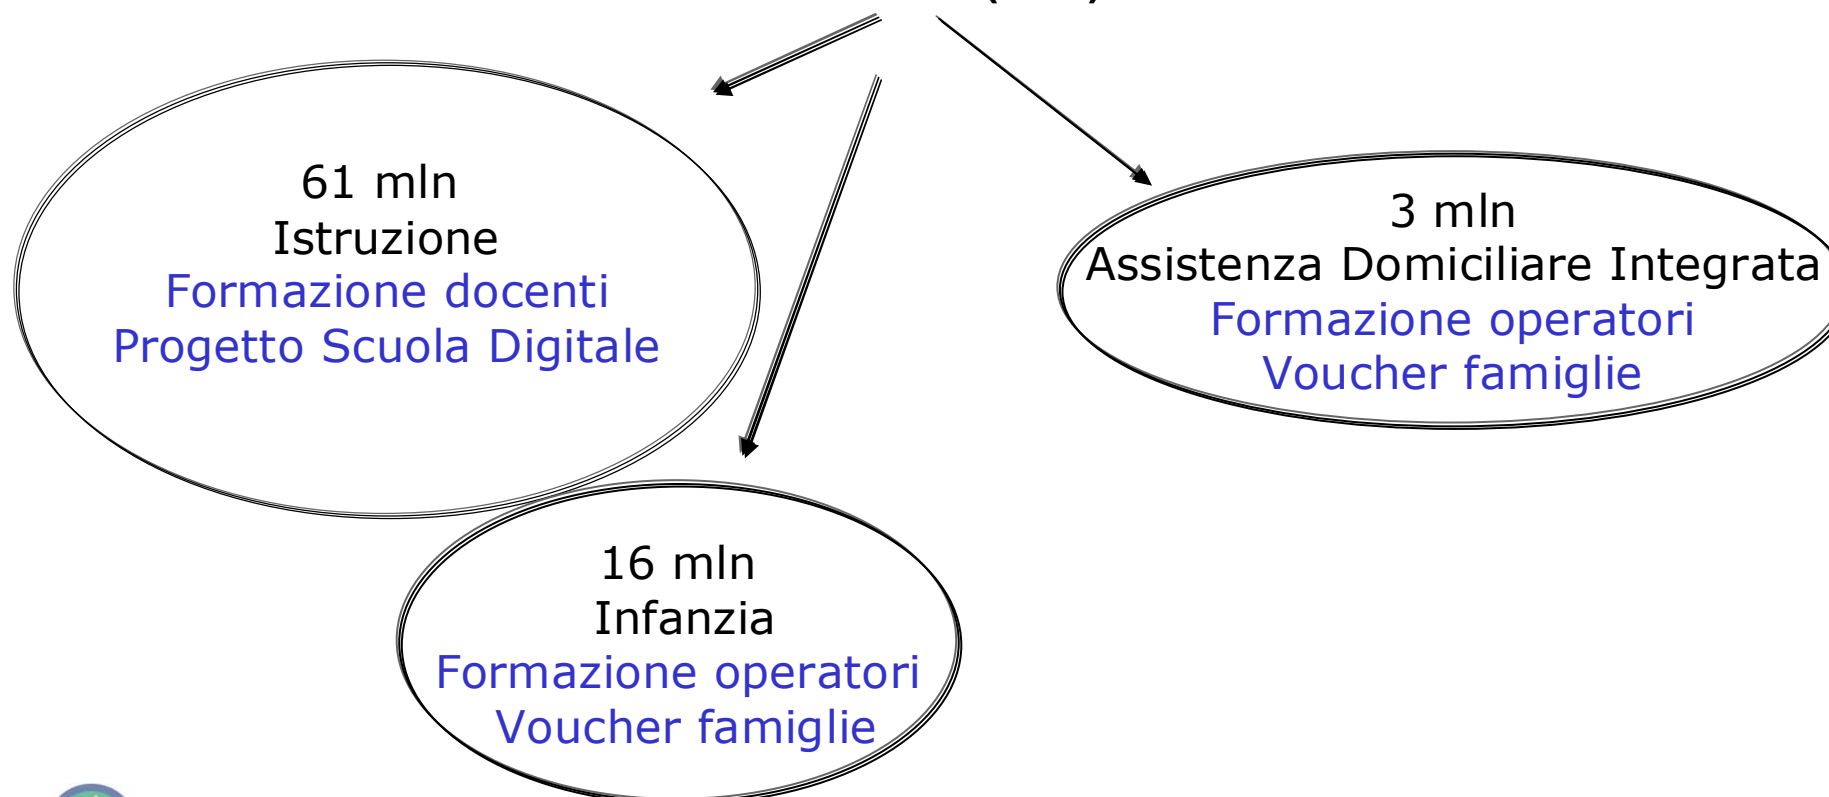 61 mln
Istruzione
Formazione docenti
Progetto Scuola Digitale
3 mln
Assistenza Domiciliare Integrata
Formazione operatori
Voucher famiglie
16 mln
Infanzia
Formazione operatori
Voucher famiglie